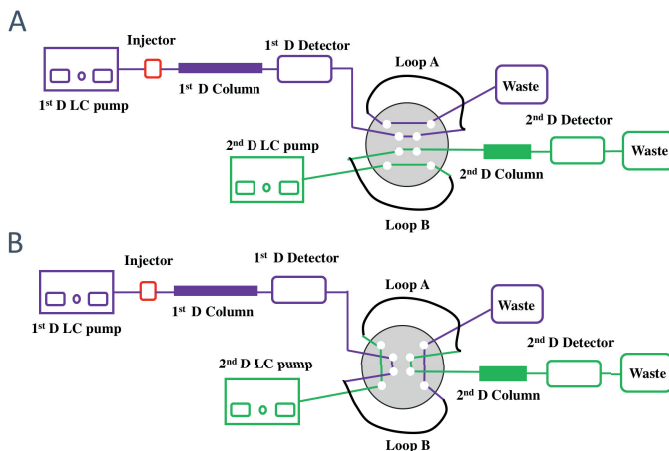 A
Injector
1st D Detector
Loop A
Waste
1st D Column
1st D LC pump
2nd D LC pump
2nd D Detector
Waste
2nd D Column
Loop B
B
Injector
1st D Detector
Loop A
Waste
1st D Column
1st D LC pump
2nd D LC pump
2nd D Detector
Waste
2nd D Column
Loop B